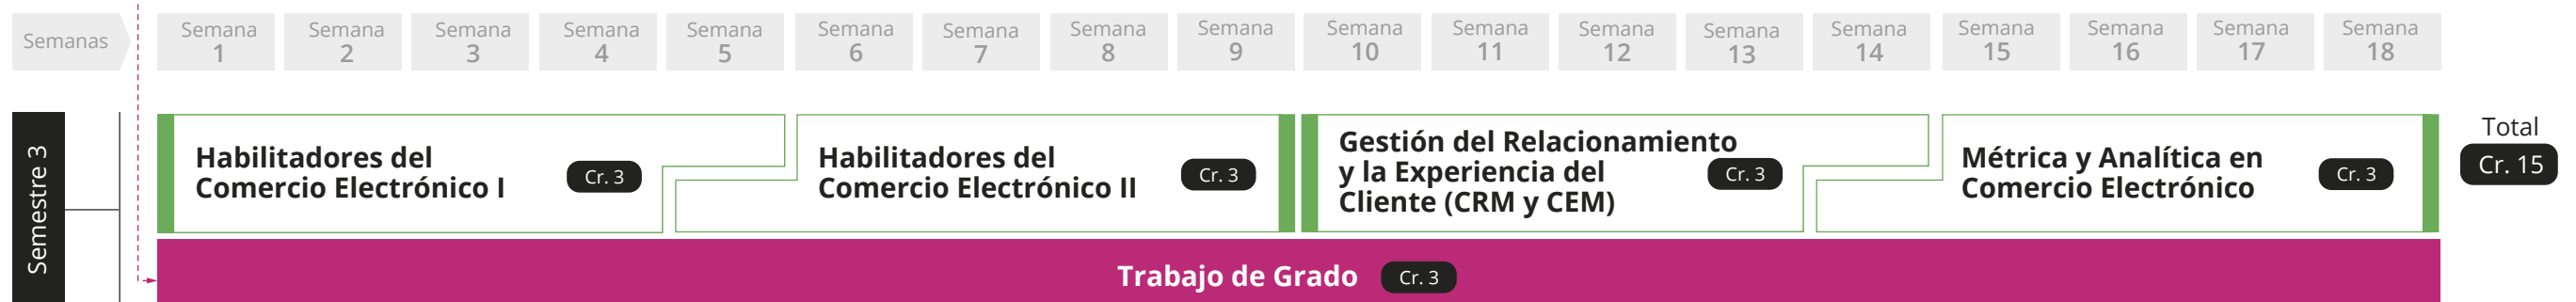 Semanas
Semana
1
Semana
2
Semana
3
Semana
4
Semana
5
Semana
6
Semana
7
Semana
8
Semana
9
Semana
10
Semana
11
Semana
12
Semana
13
Semana
14
Semana
15
Semana
16
Semana
17
Semana
18
Semestre 3
Habilitadores del
Comercio Electrónico I
Cr. 3
Habilitadores del
Comercio Electrónico II
Cr. 3
Gestión del Relacionamiento
y la Experiencia del
Cliente (CRM y CEM)
Cr. 3
Métrica y Analítica en
Comercio Electrónico
Cr. 3
Total
Cr. 15
Trabajo de Grado
Cr. 3